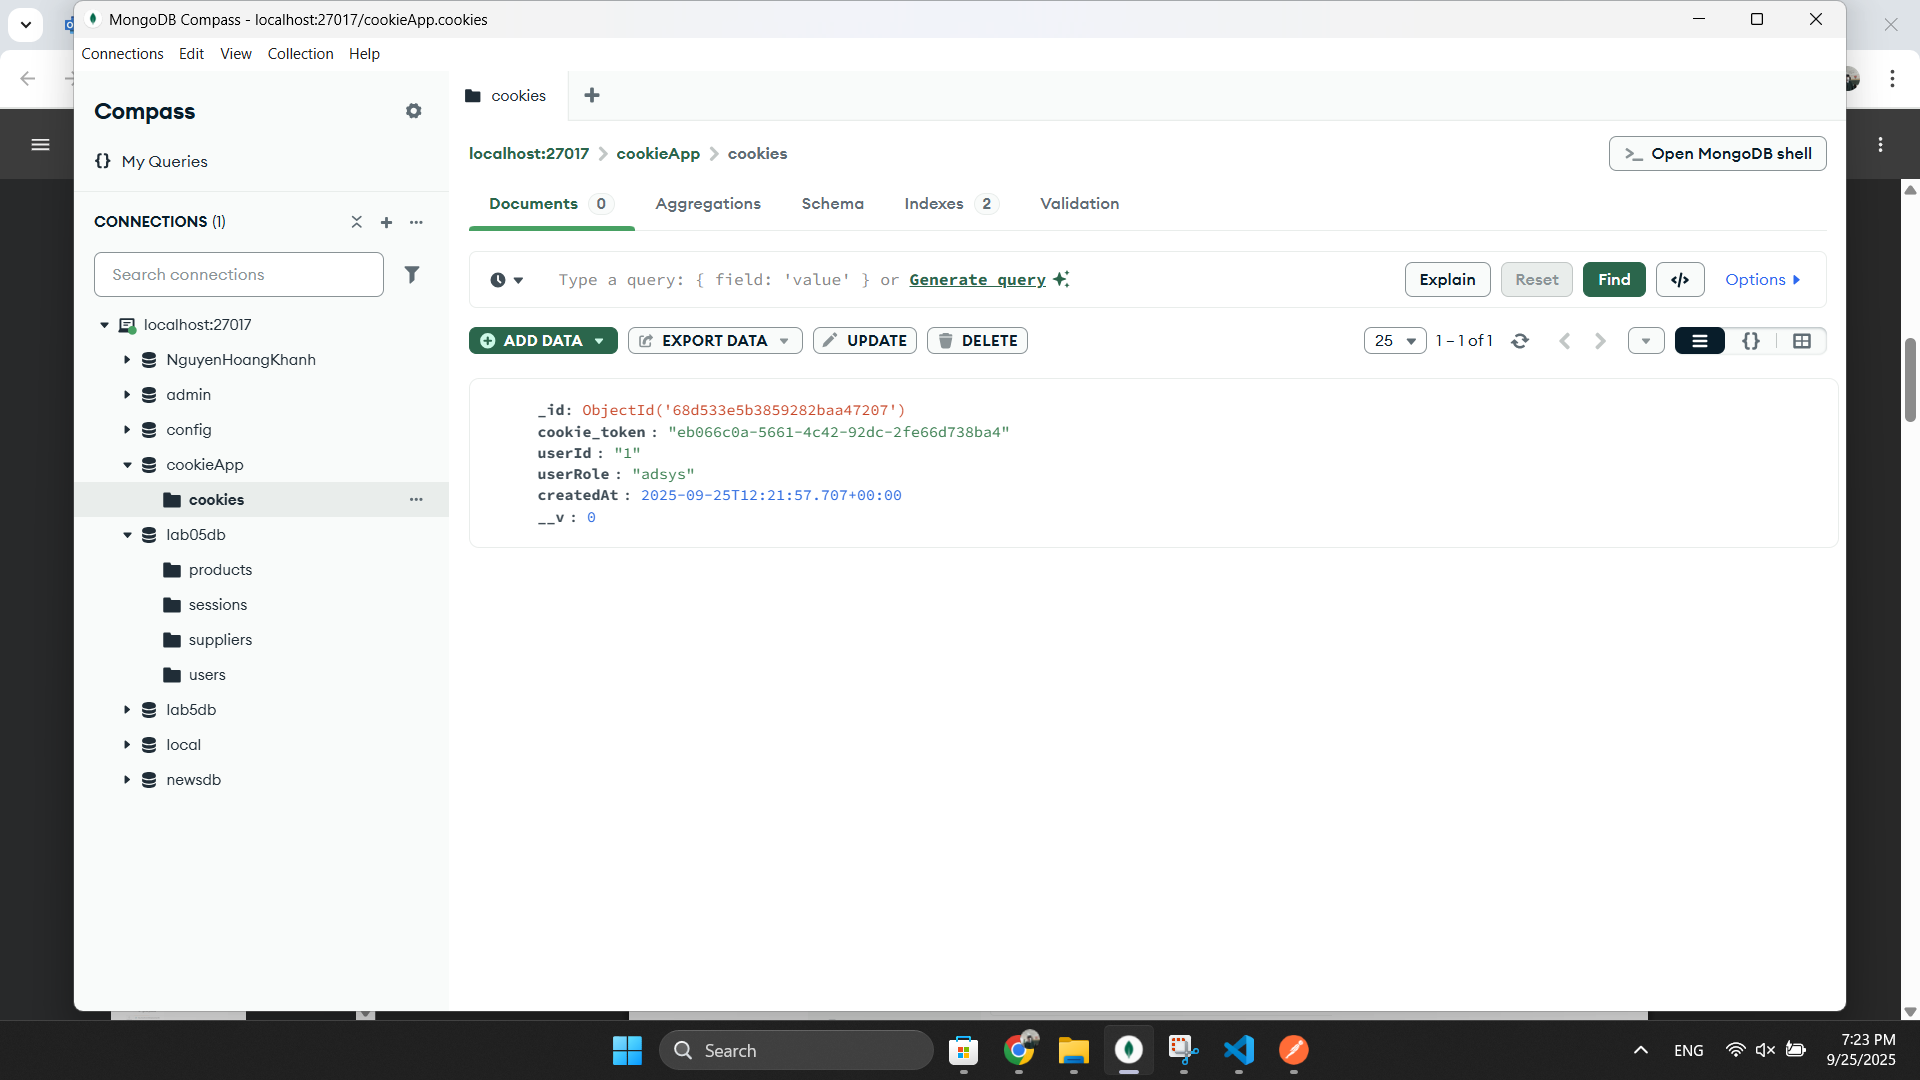 MongoDB Compass - localhost:27017/cookieApp.cookies
Connections Edit View Collection Help
Compass
{} My Queries
CONNECTIONS (1)
Search connections
localhost:27017
NguyenHoangKhanh
admin
config
cookieApp
cookies
lab05db
products
sessions
suppliers
users
lab5db
local
newsdb
cookies
localhost:27017 cookieApp cookies
>_ Open MongoDB shell
Documents 0 Aggregations Schema Indexes 2 Validation
Type a query: { field: 'value' } or Generate query
Explain Reset Find </> Options
ADD DATA EXPORT DATA UPDATE DELETE
25 1 – 1 of 1 {}
_id: ObjectId('68d533e5b3859282baa47207')
cookie_token : "eb066c0a-5661-4c42-92dc-2fe66d738ba4"
userId : "1"
userRole : "adsys"
createdAt : 2025-09-25T12:21:57.707+00:00
__v : 0
Search
ENG
7:23 PM
9/25/2025